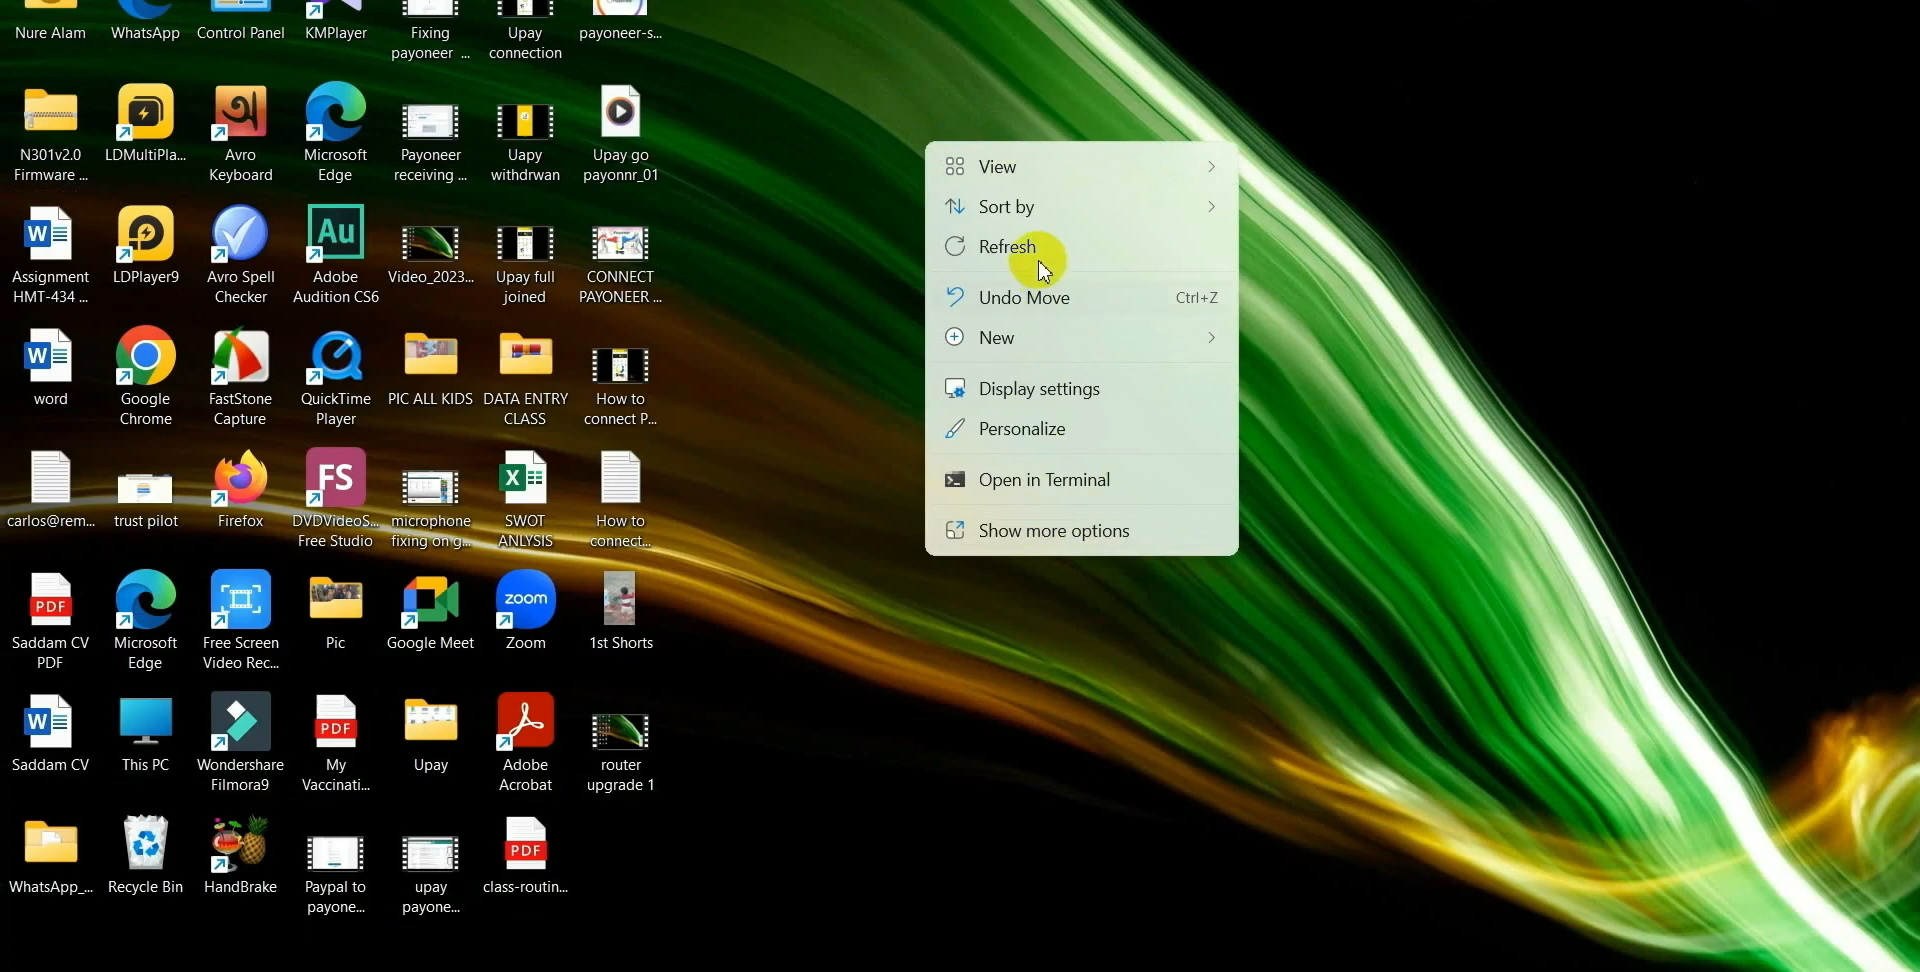 Nure Alam
WhatsApp
Control Panel
KMPlayer
Fixing
payoneer ...
Upay
connection
payoneer-s...
N301v2.0
Firmware ...
LDMultiPla...
Avro
Keyboard
Microsoft
Edge
Payoneer
receiving ...
Uapy
withdrwan
Upay go
payonnr_01
Assignment
HMT-434 ...
LDPlayer9
Avro Spell
Checker
Au
Adobe
Audition CS6
Video_2023...
Upay full
joined
CONNECT
PAYONEER ...
word
Google
Chrome
FastStone
Capture
QuickTime
Player
PIC ALL KIDS
DATA ENTRY
CLASS
How to
connect P...
carlos@rem...
trust pilot
Firefox
FS
DVDVideoS...
Free Studio
microphone
fixing on g...
SWOT
ANLYSIS
How to
connect...
PDF
Saddam CV
PDF
Microsoft
Edge
Free Screen
Video Rec...
Pic
Google Meet
zoom
Zoom
1st Shorts
W
Saddam CV
This PC
Wondershare
Filmora9
PDF
My
Vaccinati...
Upay
Adobe
Acrobat
router
upgrade 1
WhatsApp_...
Recycle Bin
HandBrake
Paypal to
payone...
upay
payone...
PDF
class-routin...
View
Sort by
Refresh
Undo Move Ctrl+Z
New
Display settings
Personalize
Open in Terminal
Show more options